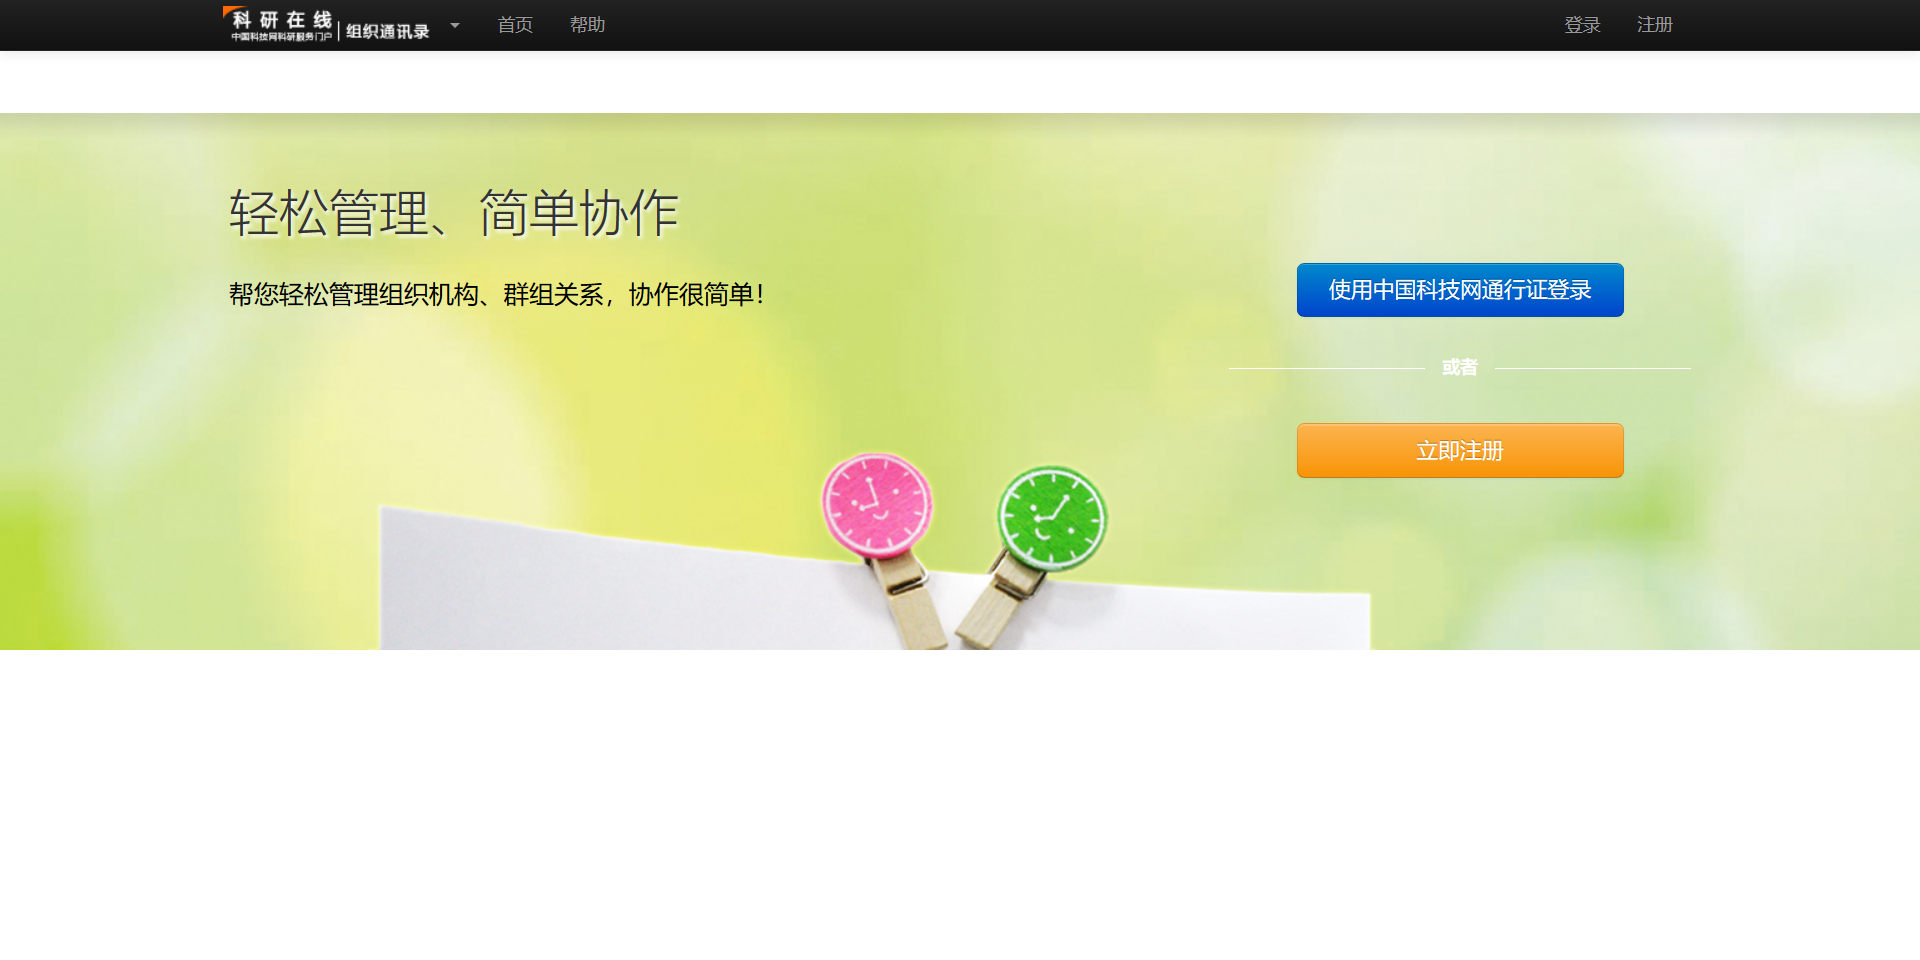 科研在线
中国科技网科研服务门户
组织通讯录
首页
帮助
登录
注册
轻松管理、简单协作
帮您轻松管理组织机构、群组关系，协作很简单！
使用中国科技网通行证登录
或者
立即注册